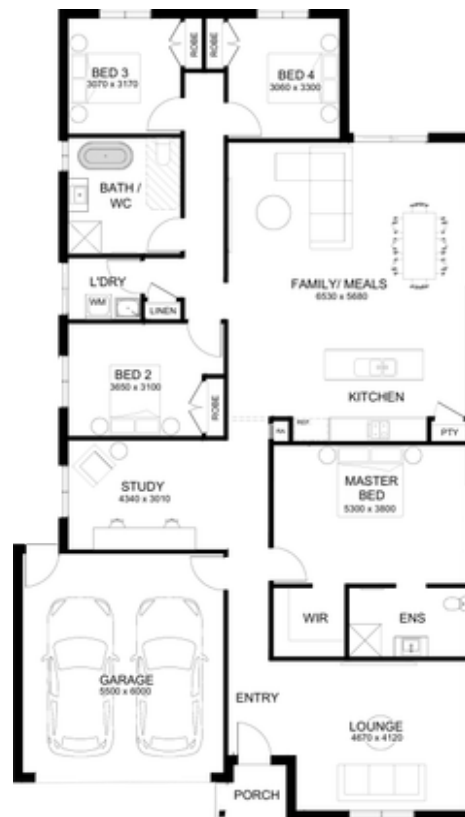 ROBE
ROBE
BED 3
3070 x 3170
BED 4
3060 x 3300
BATH /
WC
L'DRY
WM
LINEN
FAMILY/ MEALS
6530 x 5680
BED 2
3650 x 3100
ROBE
KITCHEN
REF
PTY
STUDY
4340 x 3010
MASTER
BED
5300 x 3800
WIR
ENS
GARAGE
5500 x 6000
ENTRY
LOUNGE
4670 x 4120
PORCH